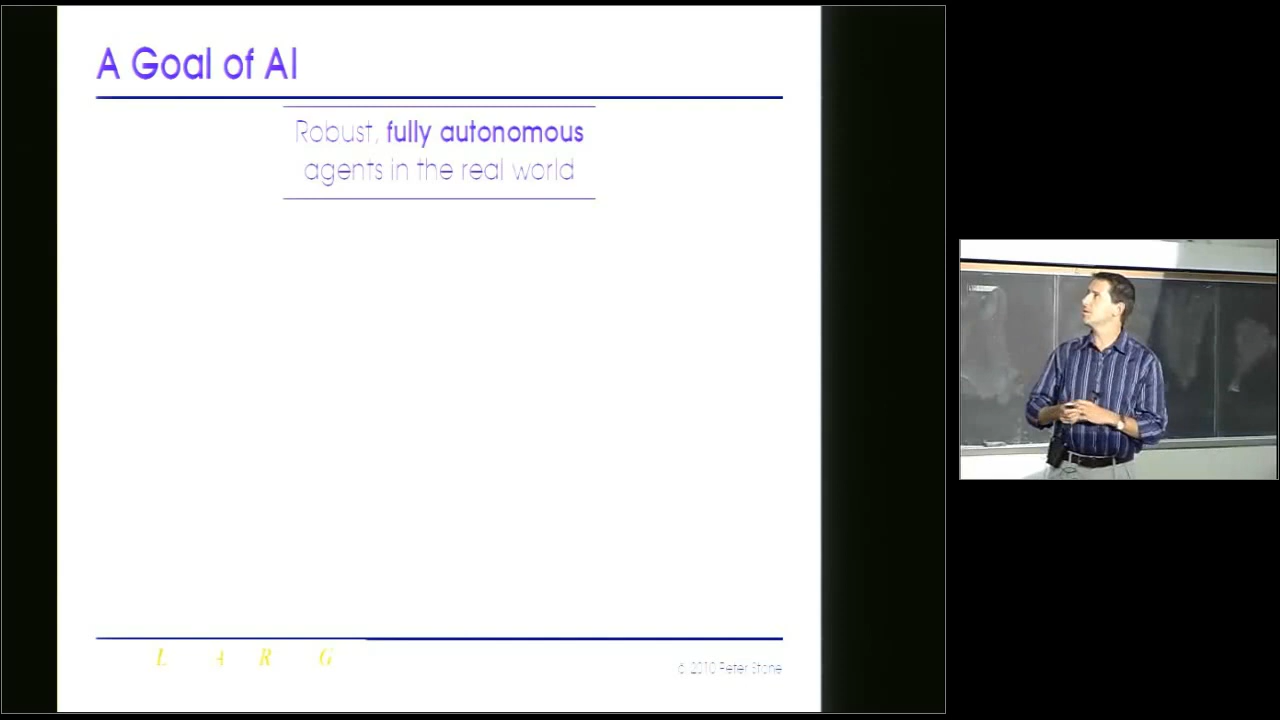 A Goal of AI
Robust, fully autonomous
agents in the real world
L A R G
© 2010 Peter Stone